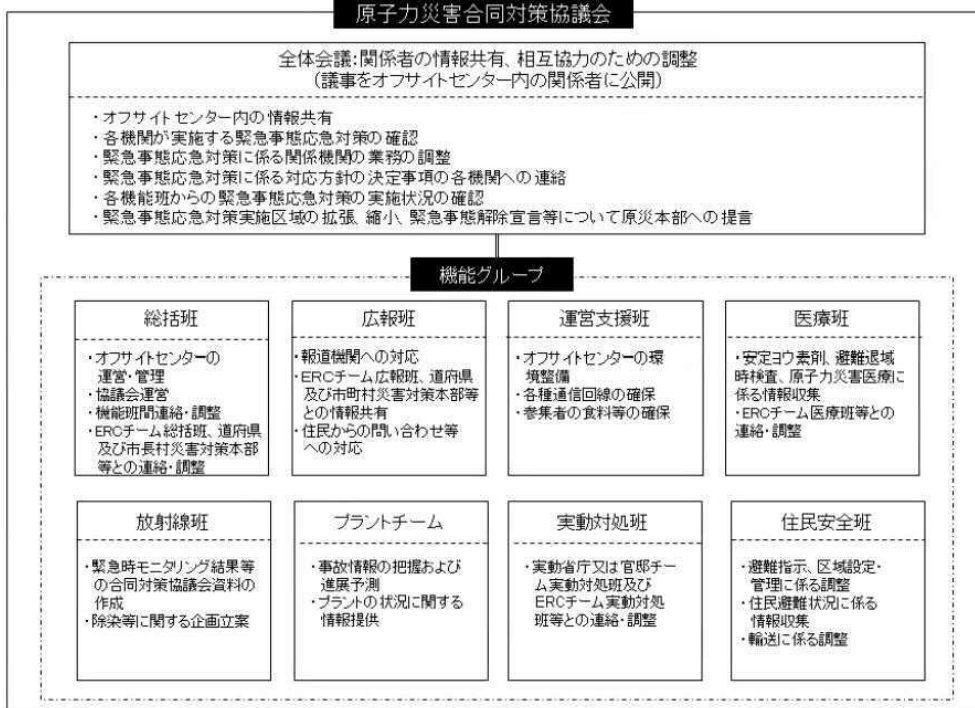 原子力災害合同対策協議会
全体会議:関係者の情報共有、相互協力のための調整
(議事をオフサイトセンター内の関係者に公開)
・オフサイトセンター内の情報共有
・各機関が実施する緊急事態応急対策の確認
・緊急事態応急対策に係る関係機関の業務の調整
・緊急事態応急対策に係る対応方針の決定事項の各機関への連絡
・各機能班からの緊急事態応急対策の実施状況の確認
・緊急事態応急対策実施区域の拡張、縮小、緊急事態解除宣言等について原災本部への提言
機能グループ
総括班
・オフサイトセンターの
運営・管理
・協議会運営
・機能班間連絡・調整
・ERCチーム総括班、道府県
及び市長村災害対策本部
等との連絡・調整
広報班
・報道機関への対応
・ERCチーム広報班、道府県
及び市町村災害対策本部等
との情報共有
・住民からの問い合わせ等
への対応
運営支援班
・オフサイトセンターの環
境整備
・各種通信回線の確保
・参集者の食料等の確保
医療班
・安定ヨウ素剤、避難退域
時検査、原子力災害医療に
係る情報収集
・ERCチーム医療班等との
連絡・調整
放射線班
・緊急時モニタリング結果等
の合同対策協議会資料の
作成
・除染等に関する企画立案
プラントチーム
・事故情報の把握および
進展予測
・プラントの状況に関する
情報提供
実動対処班
・実動省庁又は官邸チー
ム実動対処班及び
ERCチーム実動対処
班等との連絡・調整
住民安全班
・避難指示、区域設定・
管理に係る調整
・住民避難状況に係る
情報収集
・輸送に係る調整